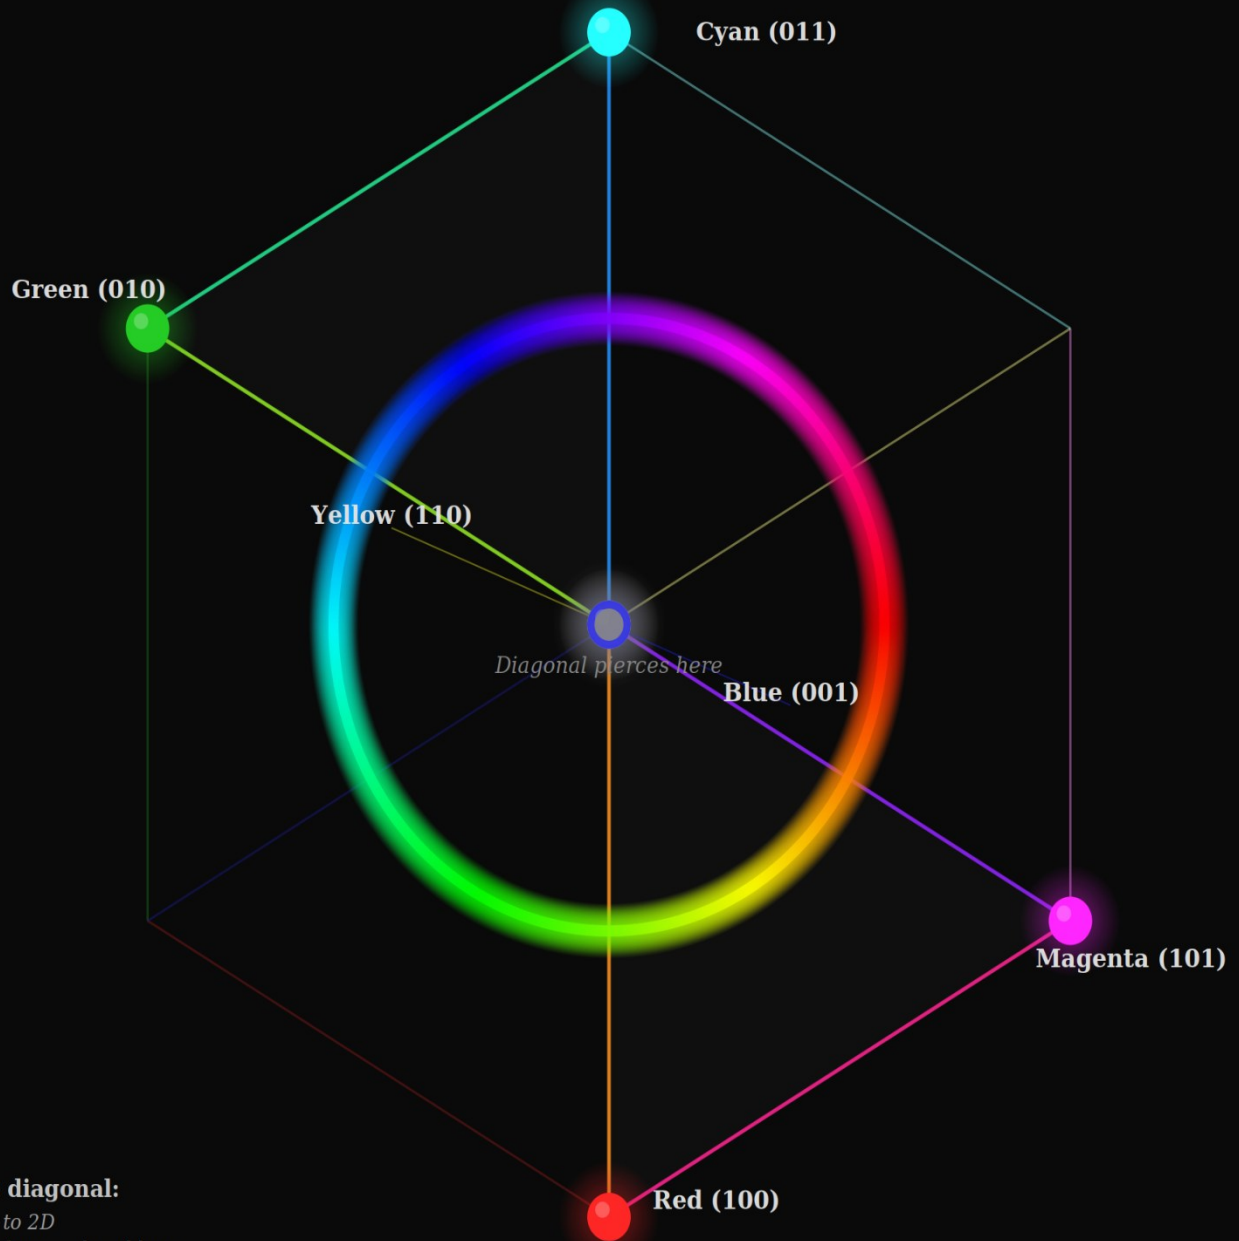 Cyan (011)
Green (010)
Yellow (110)
Diagonal pierces here
Blue (001)
Magenta (101)
diagonal:
Red (100)
to 2D